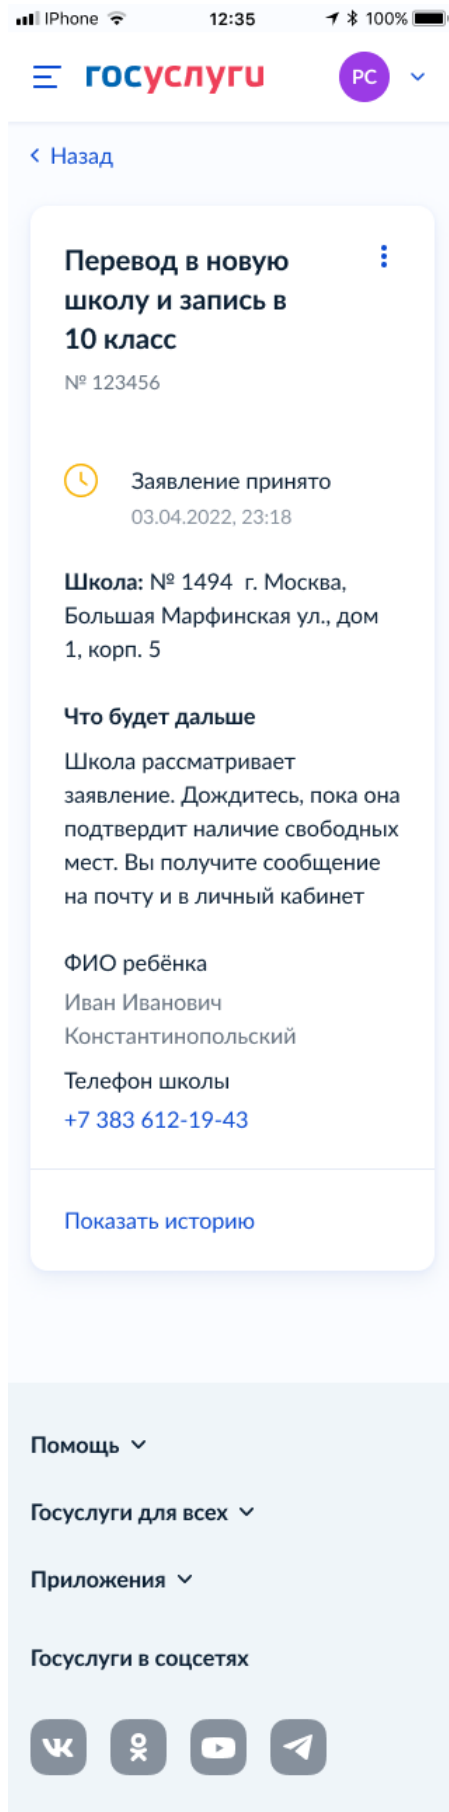 IPhone 12:35 100%
госуслуги РС
Назад
Перевод в новую
школу и запись в
10 класс
№ 123456
Заявление принято
03.04.2022, 23:18
Школа: № 1494 г. Москва,
Большая Марфинская ул., дом
1, корп. 5
Что будет дальше
Школа рассматривает
заявление. Дождитесь, пока она
подтвердит наличие свободных
мест. Вы получите сообщение
на почту и в личный кабинет
ФИО ребёнка
Иван Иванович
Константинопольский
Телефон школы
+7 383 612-19-43
Показать историю
Помощь
Госуслуги для всех
Приложения
Госуслуги в соцсетях